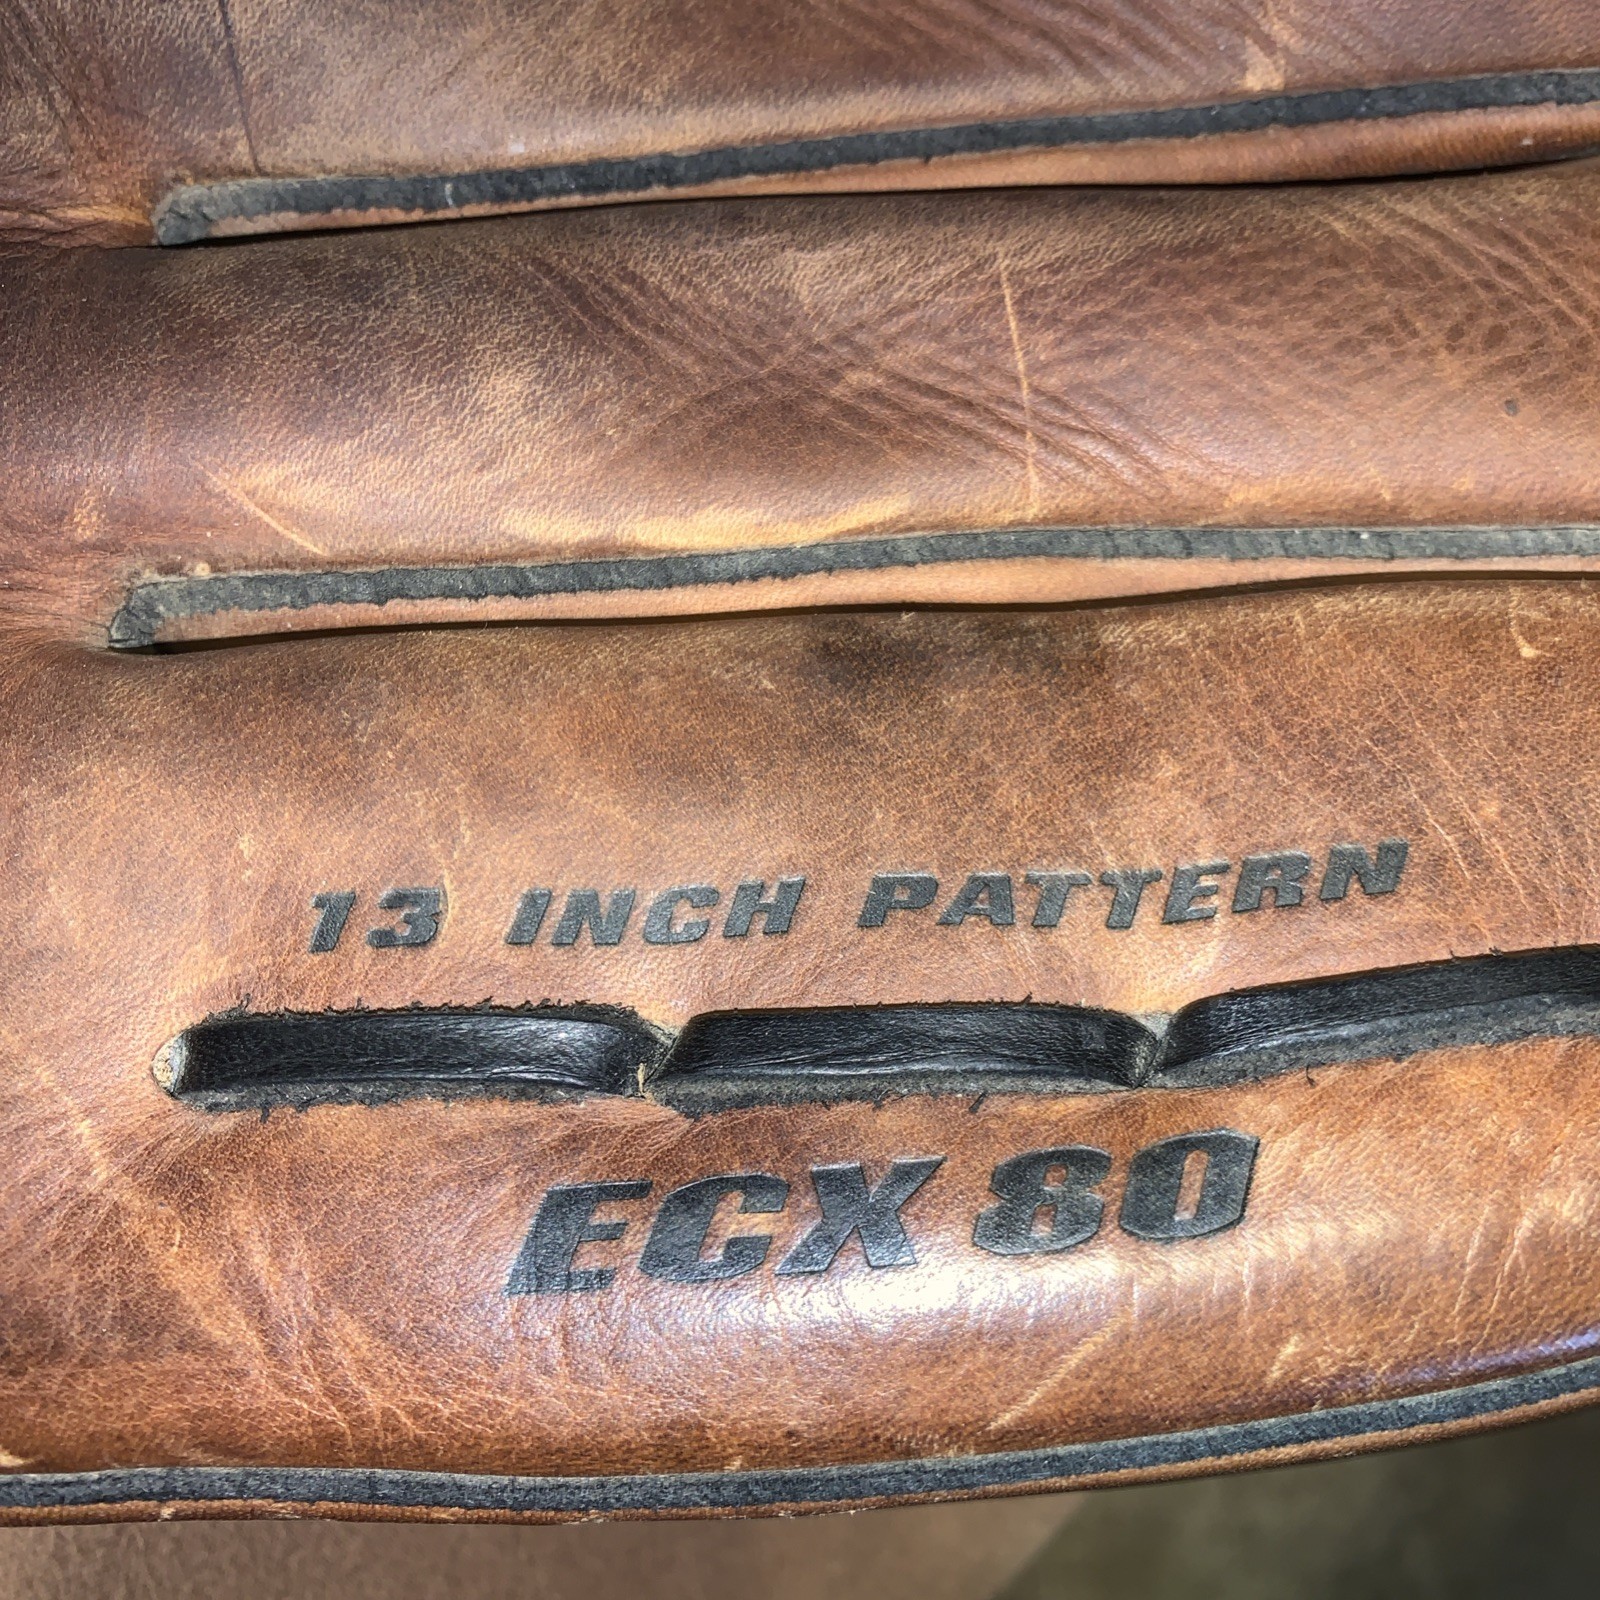 13 INCH PATTERN
ECX 80